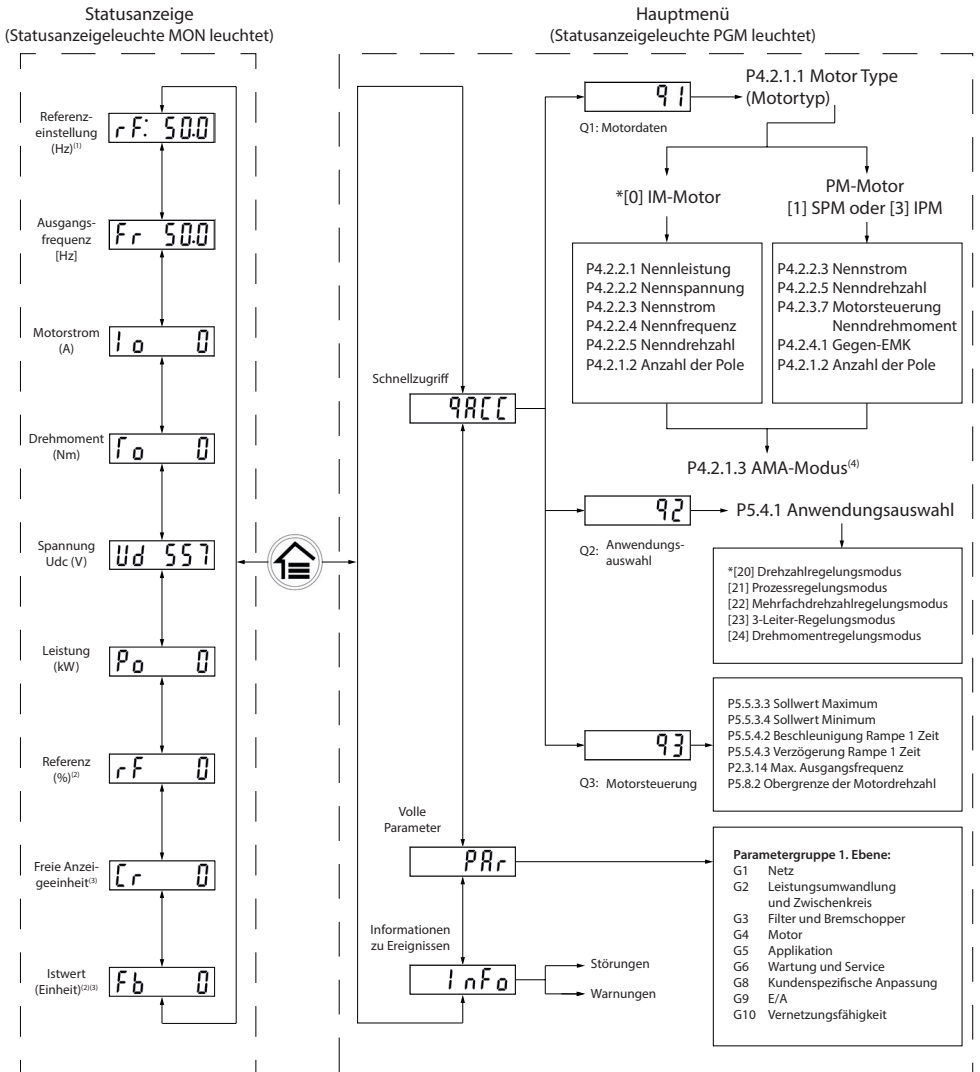 Statusanzeige
(Statusanzeigeleuchte MON leuchtet)
Referenz-
einstellung
(Hz)(1)
rF: 50.0
Ausgangs-
frequenz
[Hz]
Fr 50.0
Motorstrom
(A)
Io 0
Drehmoment
(Nm)
To 0
Spannung
Udc (V)
Ud 557
Leistung
(kW)
Po 0
Referenz
(%)(2)
rF 0
Freie Anzei-
geeinheit(3)
Cr 0
Istwert
(Einheit)(2)(3)
Fb 0
Hauptmenü
(Statusanzeigeleuchte PGM leuchtet)
Schnellzugriff
qACC
q1
Q1: Motordaten
P4.2.1.1 Motor Type
(Motortyp)
*[0] IM-Motor
PM-Motor
[1] SPM oder [3] IPM
P4.2.2.1 Nennleistung
P4.2.2.2 Nennspannung
P4.2.2.3 Nennstrom
P4.2.2.4 Nennfrequenz
P4.2.2.5 Nenndrehzahl
P4.2.1.2 Anzahl der Pole
P4.2.2.3 Nennstrom
P4.2.2.5 Nenndrehzahl
P4.2.3.7 Motorsteuerung
Nenndrehmoment
P4.2.4.1 Gegen-EMK
P4.2.1.2 Anzahl der Pole
P4.2.1.3 AMA-Modus(4)
q2
Q2: Anwendungs-
auswahl
P5.4.1 Anwendungsauswahl
*[20] Drehzahlregelungsmodus
[21] Prozessregelungsmodus
[22] Mehrfachdrehzahlregelungsmodus
[23] 3-Leiter-Regelungsmodus
[24] Drehmomentregelungsmodus
q3
Q3: Motorsteuerung
P5.5.3.3 Sollwert Maximum
P5.5.3.4 Sollwert Minimum
P5.5.4.2 Beschleunigung Rampe 1 Zeit
P5.5.4.3 Verzögerung Rampe 1 Zeit
P2.3.14 Max. Ausgangsfrequenz
P5.8.2 Obergrenze der Motordrehzahl
Volle
Parameter
PAr
Parametergruppe 1. Ebene:
G1 Netz
G2 Leistungsumwandlung
und Zwischenkreis
G3 Filter und Bremschopper
G4 Motor
G5 Applikation
G6 Wartung und Service
G8 Kundenspezifische Anpassung
G9 E/A
G10 Vernetzungsfähigkeit
Informationen
zu Ereignissen
InFo
Störungen
Warnungen